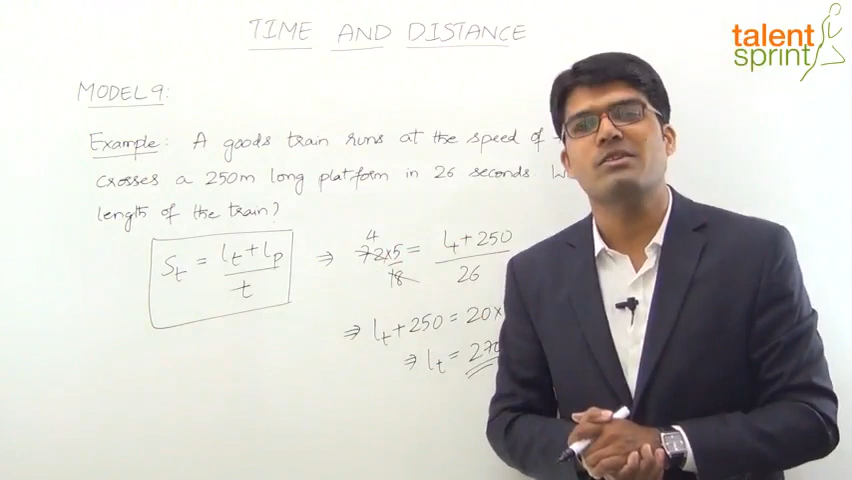 TIME AND DISTANCE
talent
sprint
MODEL 9:
Example: A goods train runs at the speed of
crosses a 250m long platform in 26 seconds.
length of the train?
St = lt + lp / t ⇒ 4 72 × 5 / 18 = lt + 250 / 26
⇒ lt + 250 = 20 ×
⇒ lt = 270